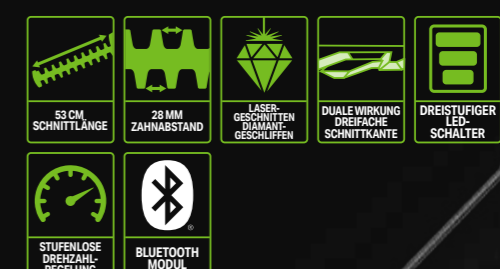 53 CM
SCHNITTLÄNGE
28 MM
ZAHNABSTAND
LASER-
GESCHNITTEN
DIAMANT-
GESCHLIFFEN
DUALE WIRKUNG
DREIFACHE
SCHNITTKANTE
DREISTUFIGER
LED-
SCHALTER
STUFENLOSE
DREHZAHL-
REGELUNG
BLUETOOTH
MODUL